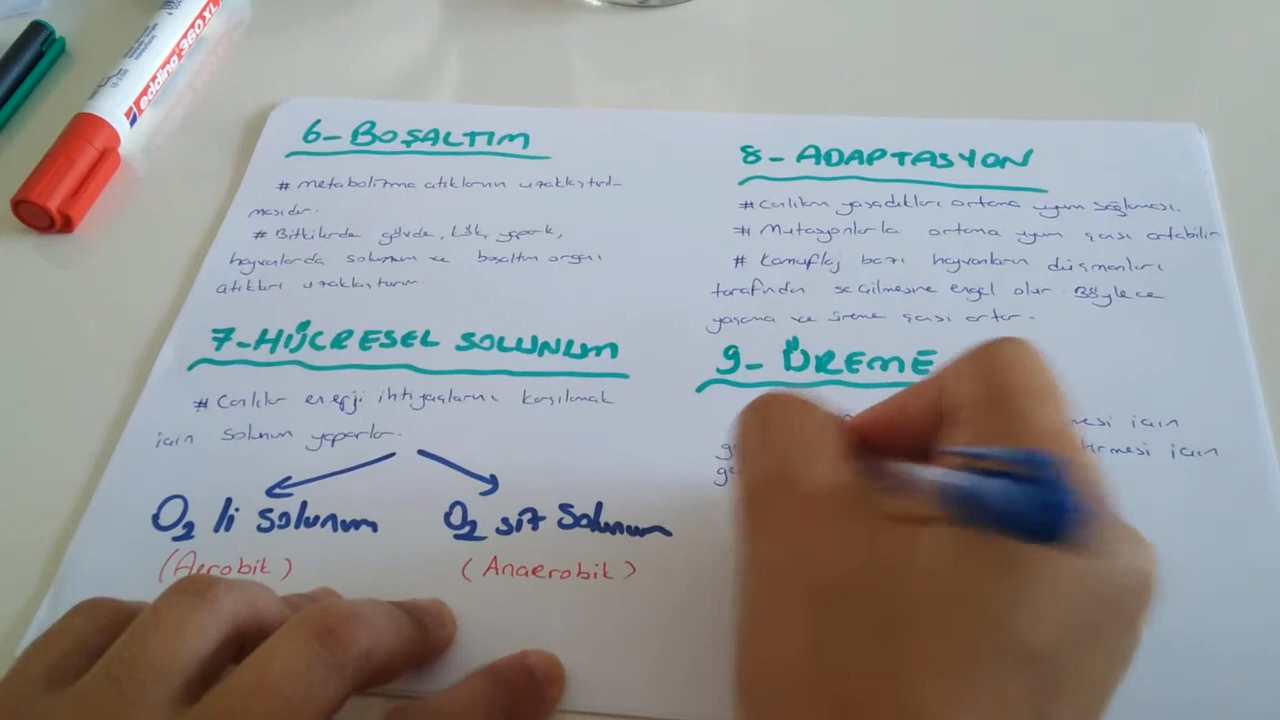 edding 360 XL
6- BOŞALTIM
# Metabolizma atıklarının uzaklaştırıl-
masıdır.
# Bitkilerde gövde, kök, yaprak,
hayvanlarda solunum ve boşaltım organı
atıkları uzaklaştırır.
7- HÜCRESEL SOLUNUM
# Canlılar enerji ihtiyaçlarını karşılamak
için solunum yaparlar.
O2 li solunum
O2 siz Solunum
(Aerobik)
(Anaerobik)
8- ADAPTASYON
# Canlıların yaşadıkları ortama uyum sağlaması.
# Mutasyonlarla ortama uyum şansı artabilir
# Kamuflaj bazı hayvanların düşmanları
tarafından seçilmesine engel olur. Böylece
yaşama ve üreme şansı artar.
9- ÜREME
için
için